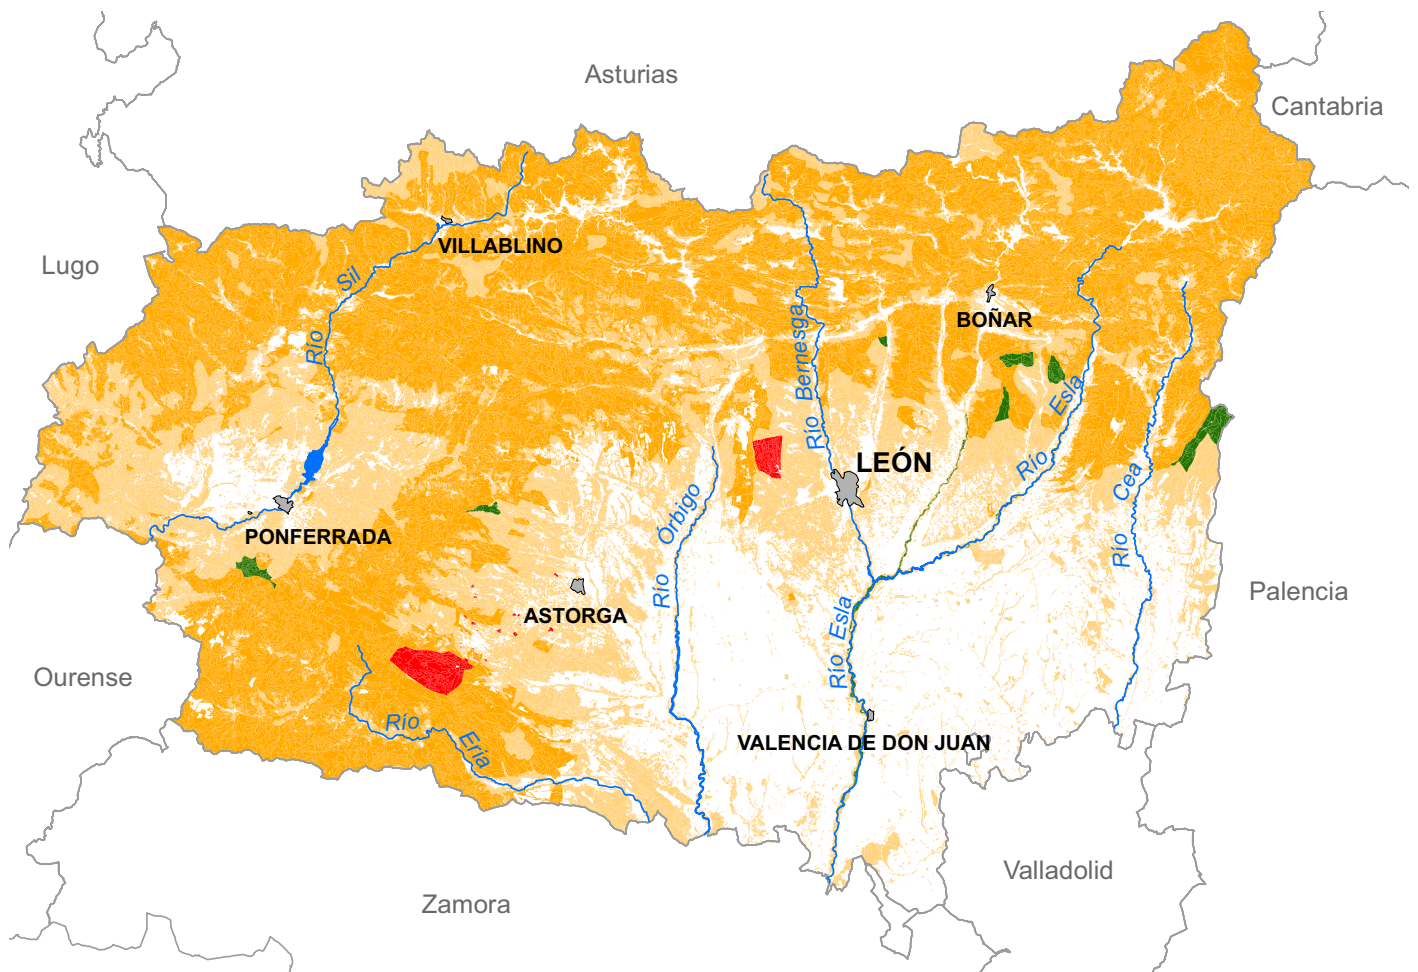 Asturias
Cantabria
Lugo
VILLABLINO
Río Sil
BOÑAR
Río Bernesga
LEÓN
Río Esla
Río Cea
Río Órbigo
PONFERRADA
ASTORGA
Palencia
Río Esla
Ourense
Río Eria
VALENCIA DE DON JUAN
Valladolid
Zamora